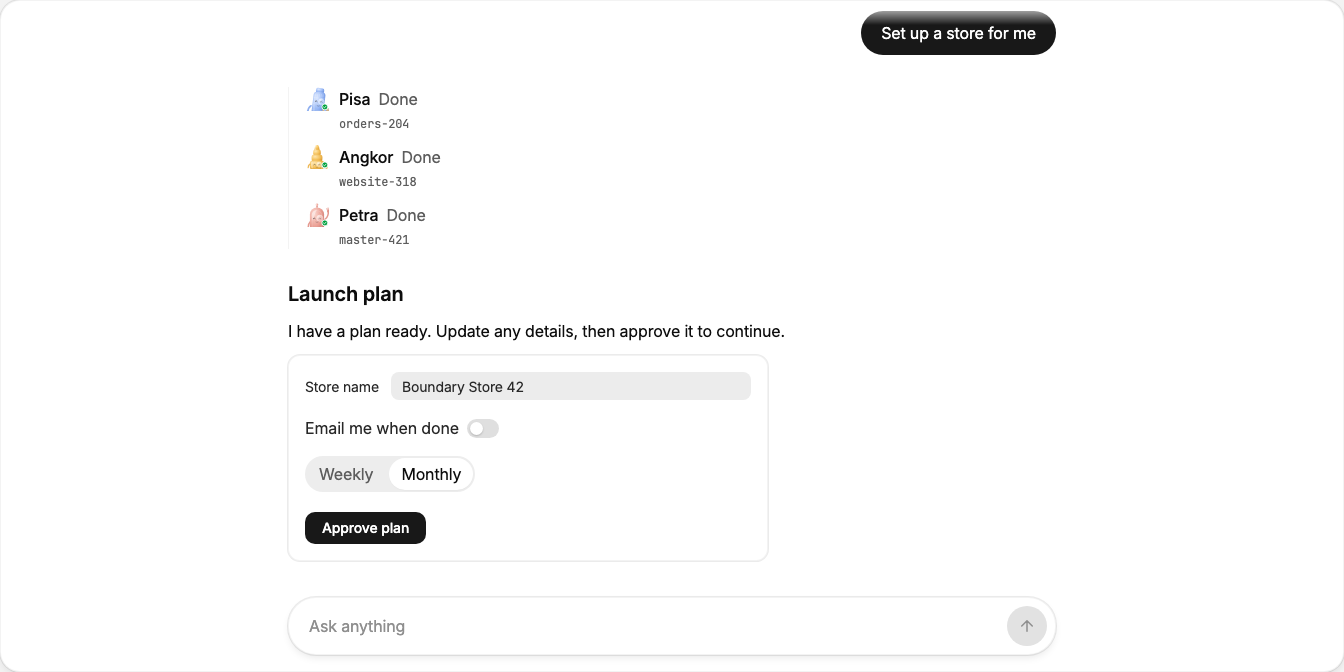 Set up a store for me
Pisa Done
orders-204
Angkor Done
website-318
Petra Done
master-421
Launch plan
I have a plan ready. Update any details, then approve it to continue.
Store name Boundary Store 42
Email me when done
Weekly Monthly
Approve plan
Ask anything